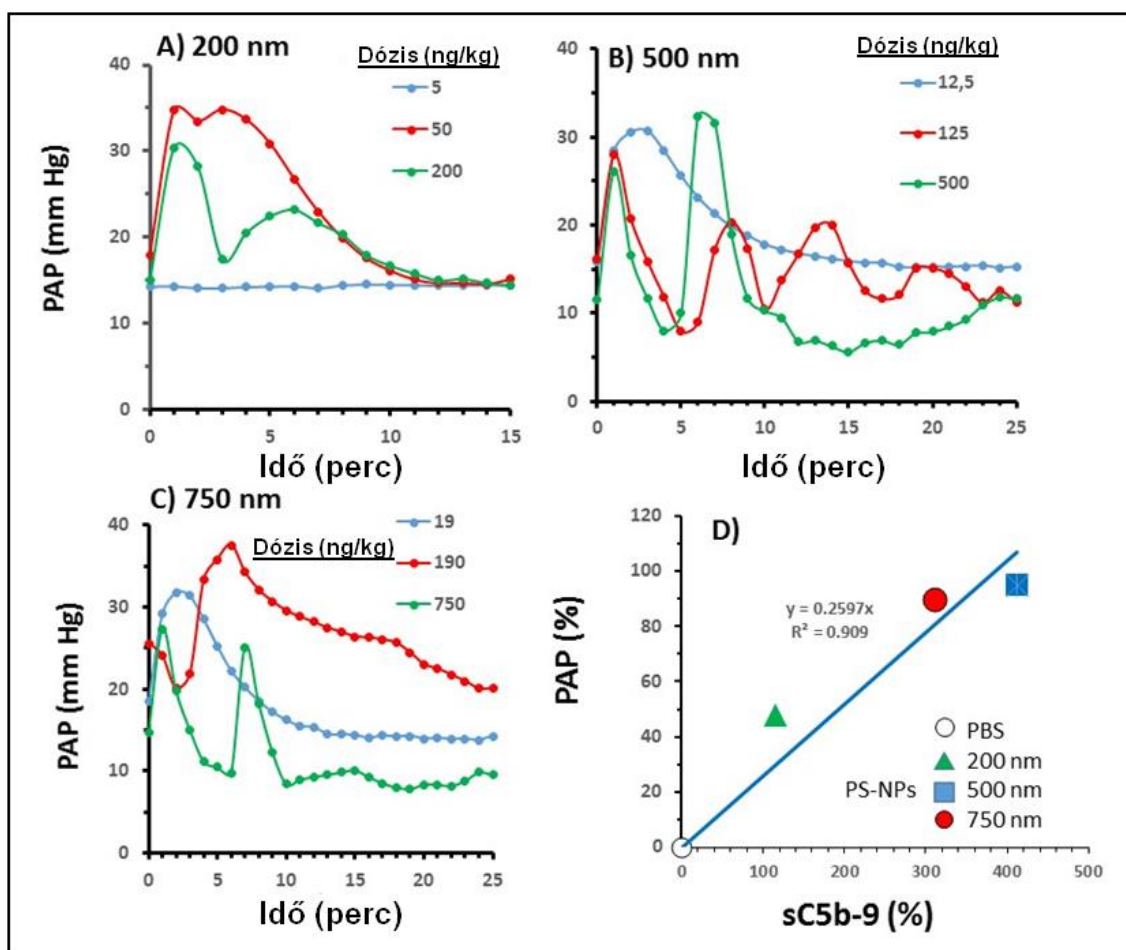 A) 200 nm
Dózis (ng/kg)
5
50
200
PAP (mm Hg)
40
30
20
10
0
0 5 10 15
Idő (perc)
B) 500 nm
Dózis (ng/kg)
12,5
125
500
40
30
20
10
0
0 5 10 15 20 25
Idő (perc)
C) 750 nm
Dózis (ng/kg)
19
190
750
PAP (mm Hg)
40
30
20
10
0
0 5 10 15 20 25
Idő (perc)
D)
PAP (%)
120
100
80
60
40
20
0
y = 0.2597x
R² = 0.909
PBS
200 nm
PS-NPs 500 nm
750 nm
0 100 200 300 400 500
sC5b-9 (%)